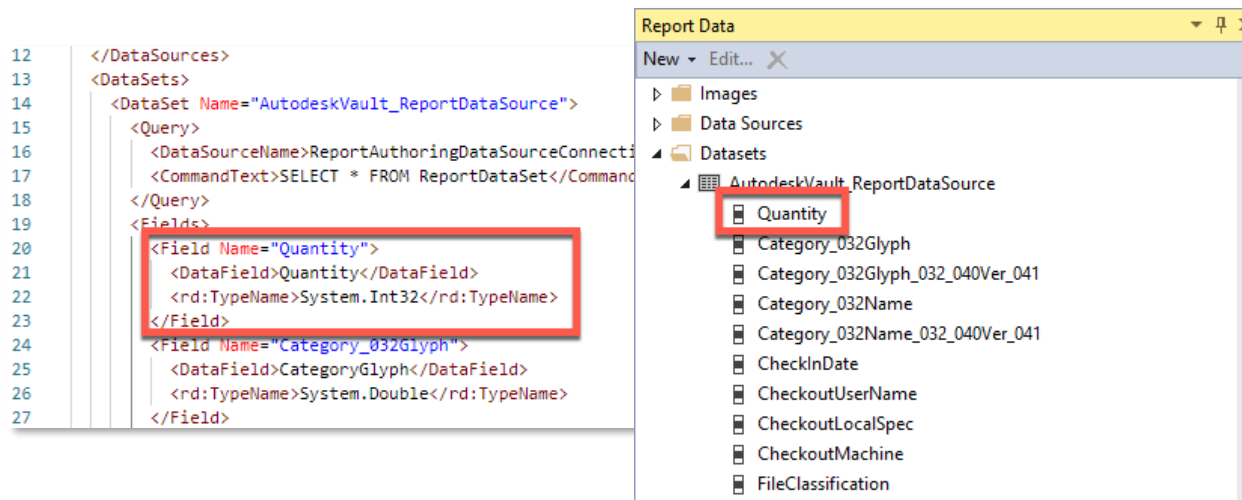 12 </DataSources>
13 <DataSets>
14 <DataSet Name="AutodeskVault_ReportDataSource">
15 <Query>
16 <DataSourceName>ReportAuthoringDataSourceConnecti
17 <CommandText>SELECT * FROM ReportDataSet</Command
18 </Query>
19 <Fields>
20 <Field Name="Quantity">
21 <DataField>Quantity</DataField>
22 <rd:TypeName>System.Int32</rd:TypeName>
23 </Field>
24 <Field Name="Category_032Glyph">
25 <DataField>CategoryGlyph</DataField>
26 <rd:TypeName>System.Double</rd:TypeName>
27 </Field>
Report Data
New Edit...
Images
Data Sources
Datasets
AutodeskVault_ReportDataSource
Quantity
Category_032Glyph
Category_032Glyph_032_040Ver_041
Category_032Name
Category_032Name_032_040Ver_041
CheckInDate
CheckoutUserName
CheckoutLocalSpec
CheckoutMachine
FileClassification